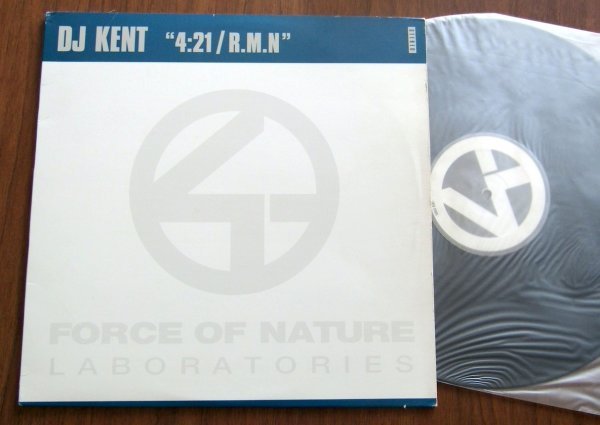 DJ KENT "4:21/R.M.N"
FORCE OF NATURE
LABORATORIES